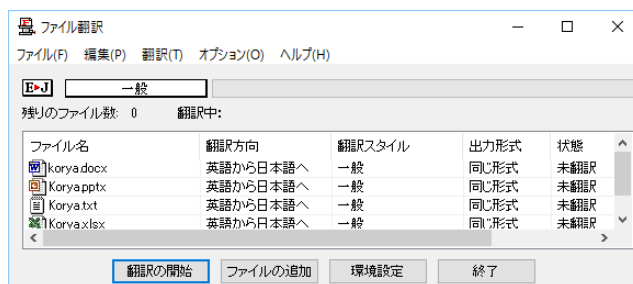 ファイル翻訳
ファイル(F) 編集(P) 翻訳(T) オプション(O) ヘルプ(H)
E▸J 一般
残りのファイル数: 0 翻訳中:
ファイル名 翻訳方向 翻訳スタイル 出力形式 状態
korya.docx 英語から日本語へ 一般 同じ形式 未翻訳
Korya.pptx 英語から日本語へ 一般 同じ形式 未翻訳
Korya.txt 英語から日本語へ 一般 同じ形式 未翻訳
Korya.xlsx 英語から日本語へ 一般 同じ形式 未翻訳
翻訳の開始 ファイルの追加 環境設定 終了